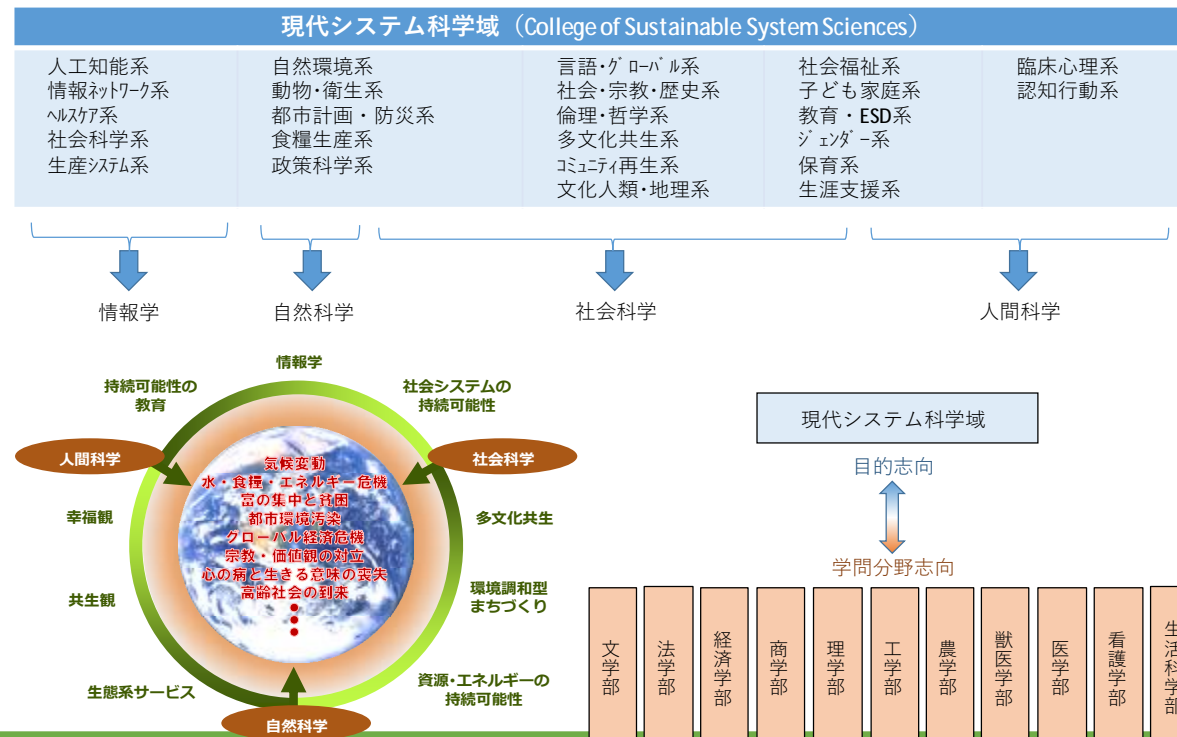 現代システム科学域（College of Sustainable System Sciences）
人工知能系
情報ﾈｯﾄﾜｰｸ系
ﾍﾙｽｹｱ系
社会科学系
生産ｼｽﾃﾑ系
自然環境系
動物・衛生系
都市計画・防災系
食糧生産系
政策科学系
言語・ｸﾞﾛｰﾊﾞﾙ系
社会・宗教・歴史系
倫理・哲学系
多文化共生系
ｺﾐｭﾆﾃｨ再生系
文化人類・地理系
社会福祉系
子ども家庭系
教育・ESD系
ｼﾞｪﾝﾀﾞｰ系
保育系
生涯支援系
臨床心理系
認知行動系
情報学
自然科学
社会科学
人間科学
情報学
持続可能性の
教育
社会システムの
持続可能性
人間科学
社会科学
気候変動
水・食糧・エネルギー危機
富の集中と貧困
都市環境汚染
グローバル経済危機
宗教・価値観の対立
心の病と生きる意味の喪失
高齢社会の到来
幸福観
多文化共生
共生観
環境調和型
まちづくり
生態系サービス
資源・エネルギーの
持続可能性
自然科学
現代システム科学域
目的志向
学問分野志向
文学部
法学部
経済学部
商学部
理学部
工学部
農学部
獣医学部
医学部
看護学部
生活科学部